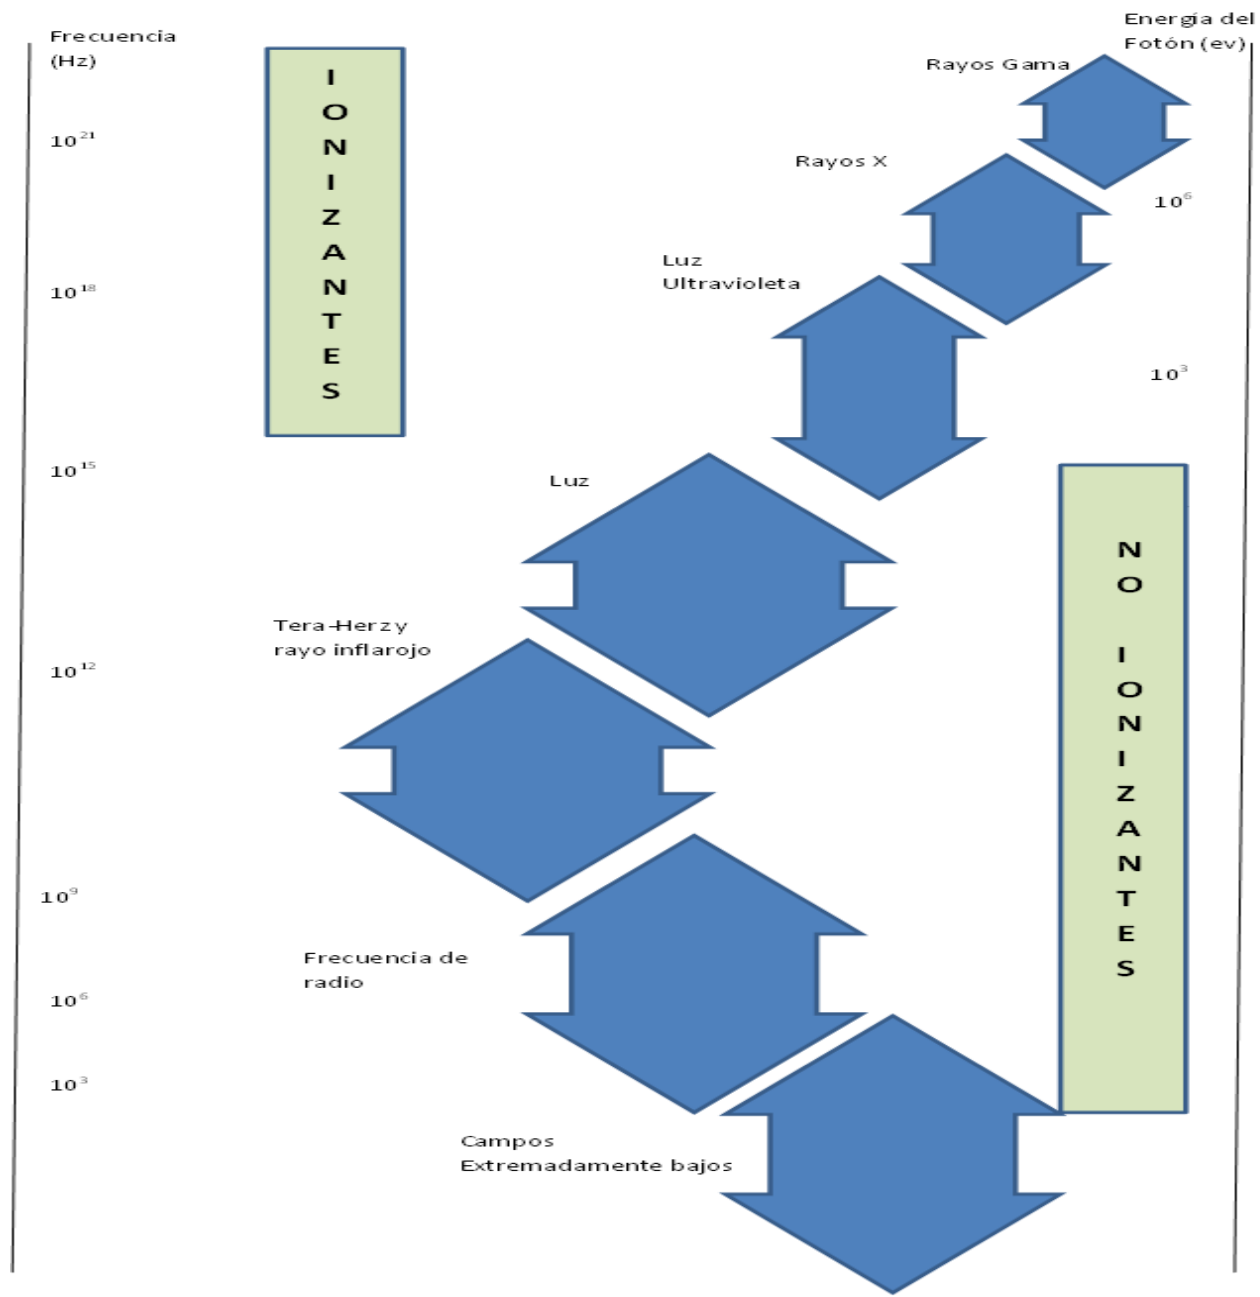 Frecuencia
(Hz)
Energía del
Fotón (ev)
I
O
N
I
Z
A
N
T
E
S
Rayos Gama
10²¹
Rayos X
10⁶
Luz
Ultravioleta
10¹⁸
10³
10¹⁵
Luz
N
O
I
O
N
I
Z
A
N
T
E
S
Tera-Herz y
rayo inflarojo
10¹²
10⁹
Frecuencia de
radio
10⁶
10³
Campos
Extremadamente bajos